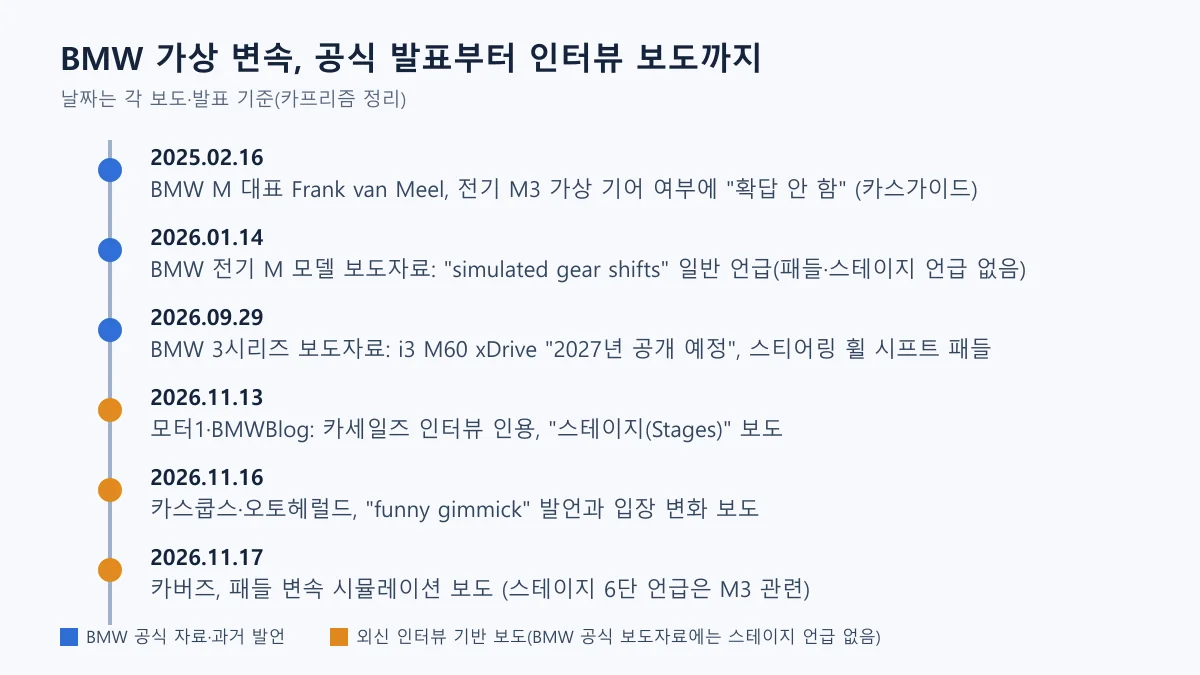 BMW 가상 변속, 공식 발표부터 인터뷰 보도까지
날짜는 각 보도·발표 기준(카프리즘 정리)
2025.02.16
BMW M 대표 Frank van Meel, 전기 M3 가상 기어 여부에 "확답 안 함" (카스가이드)
2026.01.14
BMW 전기 M 모델 보도자료: "simulated gear shifts" 일반 언급(패들·스테이지 언급 없음)
2026.09.29
BMW 3시리즈 보도자료: i3 M60 xDrive "2027년 공개 예정", 스티어링 휠 시프트 패들
2026.11.13
모터1·BMWBlog: 카세일즈 인터뷰 인용, "스테이지(Stages)" 보도
2026.11.16
카스쿱스·오토헤럴드, "funny gimmick" 발언과 입장 변화 보도
2026.11.17
카버즈, 패들 변속 시뮬레이션 보도 (스테이지 6단 언급은 M3 관련)
BMW 공식 자료·과거 발언
외신 인터뷰 기반 보도(BMW 공식 보도자료에는 스테이지 언급 없음)